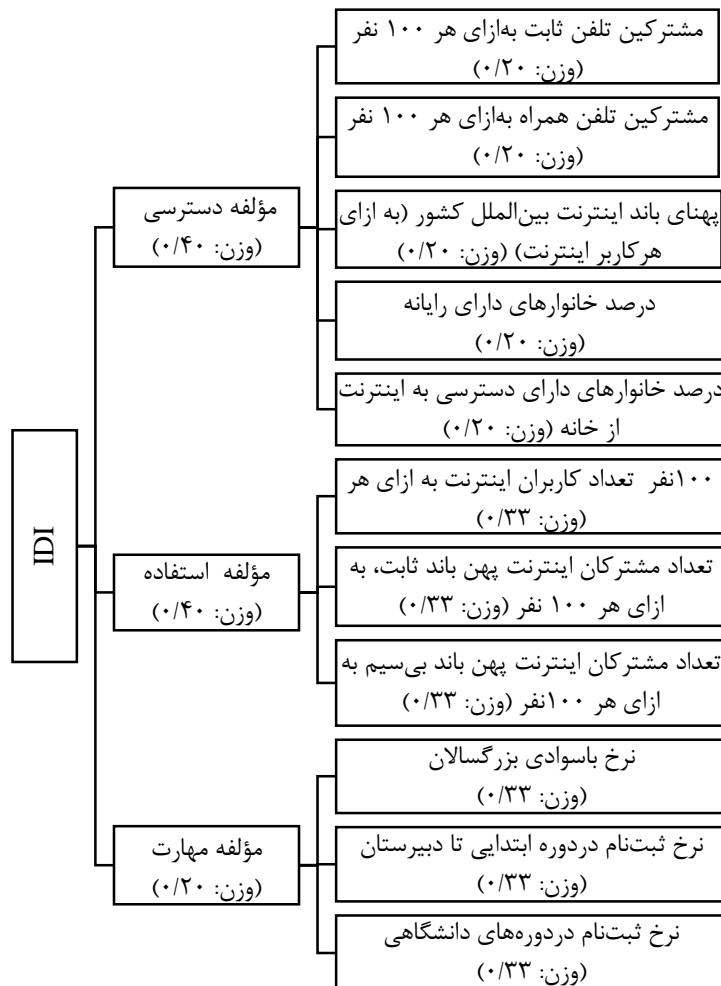 IDI
مؤلفه دسترسی
(وزن: ۰/۴۰)
مشترکین تلفن ثابت به‌ازای هر ۱۰۰ نفر
(وزن: ۰/۲۰)
مشترکین تلفن همراه به‌ازای هر ۱۰۰ نفر
(وزن: ۰/۲۰)
پهنای باند اینترنت بین‌الملل کشور (به ازای
هرکاربر اینترنت) (وزن: ۰/۲۰)
درصد خانوارهای دارای رایانه
(وزن: ۰/۲۰)
درصد خانوارهای دارای دسترسی به اینترنت
از خانه (وزن: ۰/۲۰)
مؤلفه استفاده
(وزن: ۰/۴۰)
۱۰۰نفر تعداد کاربران اینترنت به ازای هر
(وزن: ۰/۳۳)
تعداد مشترکان اینترنت پهن باند ثابت، به
ازای هر ۱۰۰ نفر (وزن: ۰/۳۳)
تعداد مشترکان اینترنت پهن باند بی‌سیم به
ازای هر ۱۰۰نفر (وزن: ۰/۳۳)
مؤلفه مهارت
(وزن: ۰/۲۰)
نرخ باسوادی بزرگسالان
(وزن: ۰/۳۳)
نرخ ثبت‌نام دردوره ابتدایی تا دبیرستان
(وزن: ۰/۳۳)
نرخ ثبت‌نام دردوره‌های دانشگاهی
(وزن: ۰/۳۳)